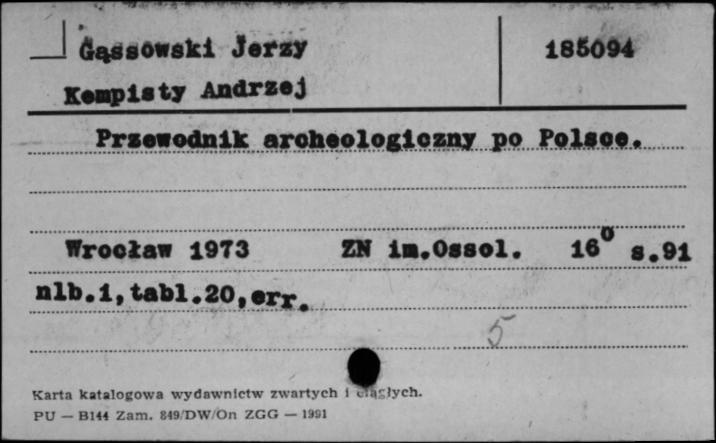 Gąssowski Jerzy 185094
Kempisty Andrzej
Przewodnik archeologiczny po Polsce.
Wrocław 1973 ZN im.Ossol. 16° s.91
nlb.1,tabl.20,err.
5
Karta katalogowa wydawnictw zwartych i ciągłych.
PU — B144 Zam. 849/DW/On ZGG — 1991